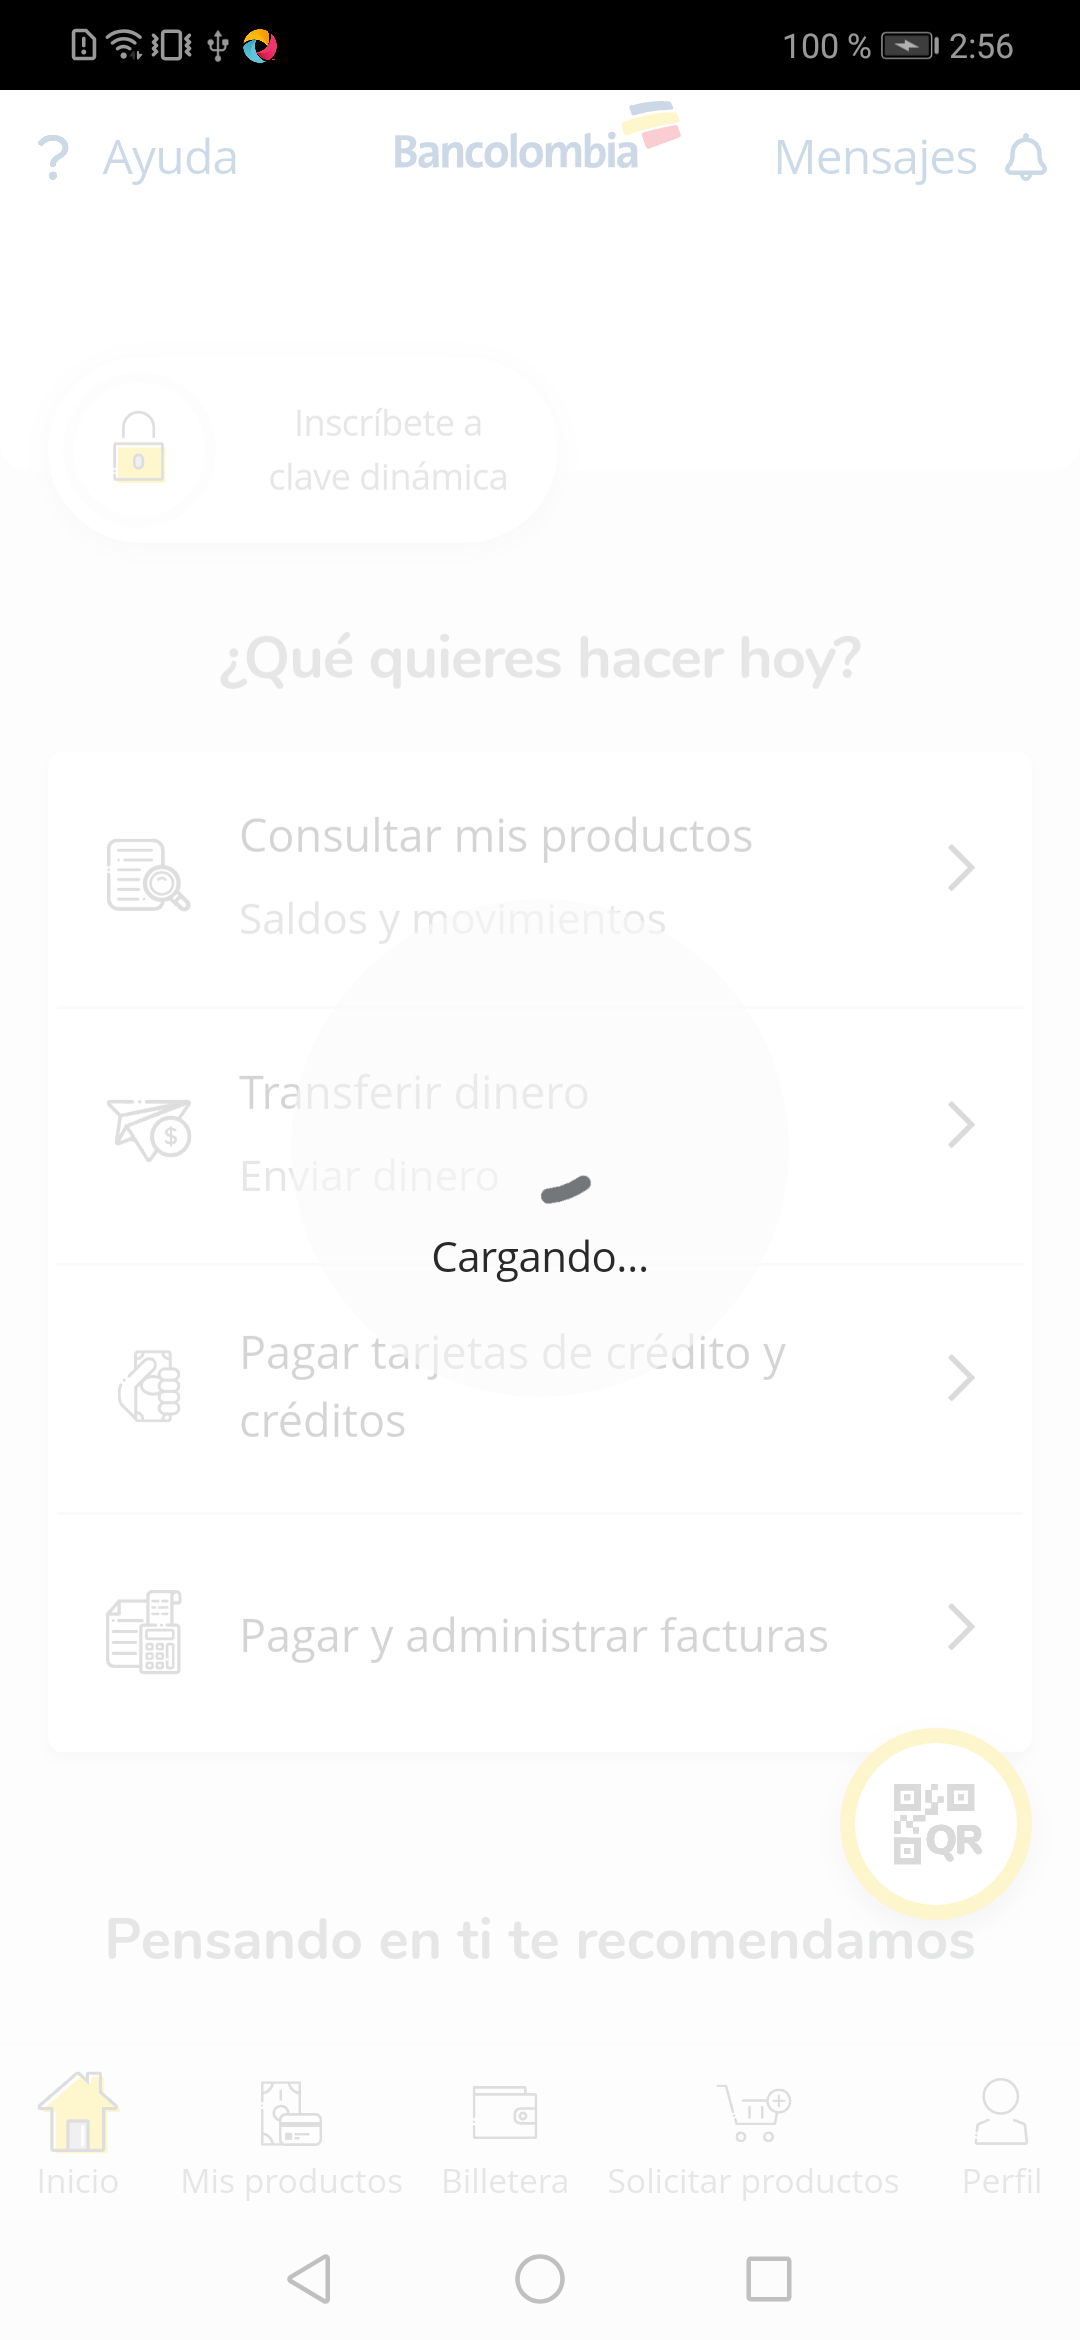 100 % 2:56
? Ayuda
Bancolombia
Mensajes
Inscríbete a
clave dinámica
¿Qué quieres hacer hoy?
Consultar mis productos
Saldos y movimientos
Transferir dinero
Enviar dinero
Cargando...
Pagar tarjetas de crédito y
créditos
Pagar y administrar facturas
QR
Pensando en ti te recomendamos
Inicio
Mis productos
Billetera
Solicitar productos
Perfil